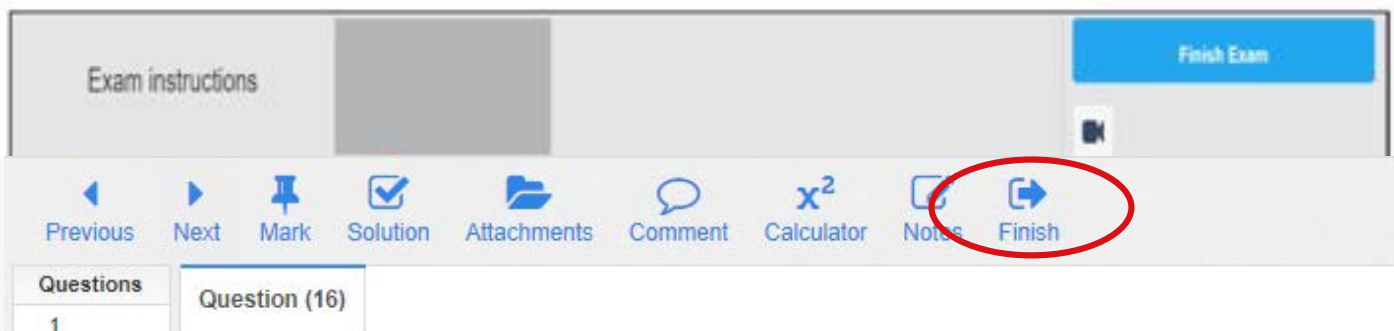 Finish Exam
Exam instructions
Previous Next Mark Solution Attachments Comment x² Calculator Notes Finish
Questions
Question (16)
1